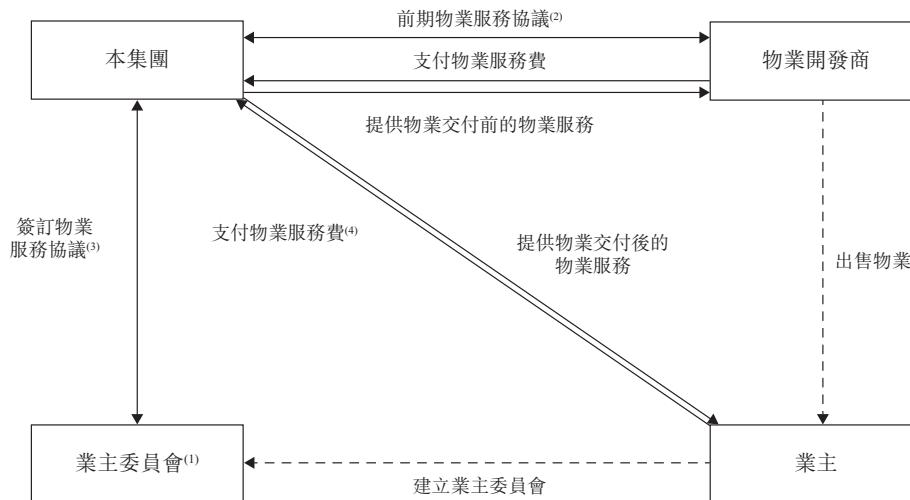 前期物業服務協議(2)
本集團
物業開發商
支付物業服務費
提供物業交付前的物業服務
簽訂物業
服務協議(3)
支付物業服務費(4)
提供物業交付後的
物業服務
出售物業
業主委員會(1)
業主
建立業主委員會